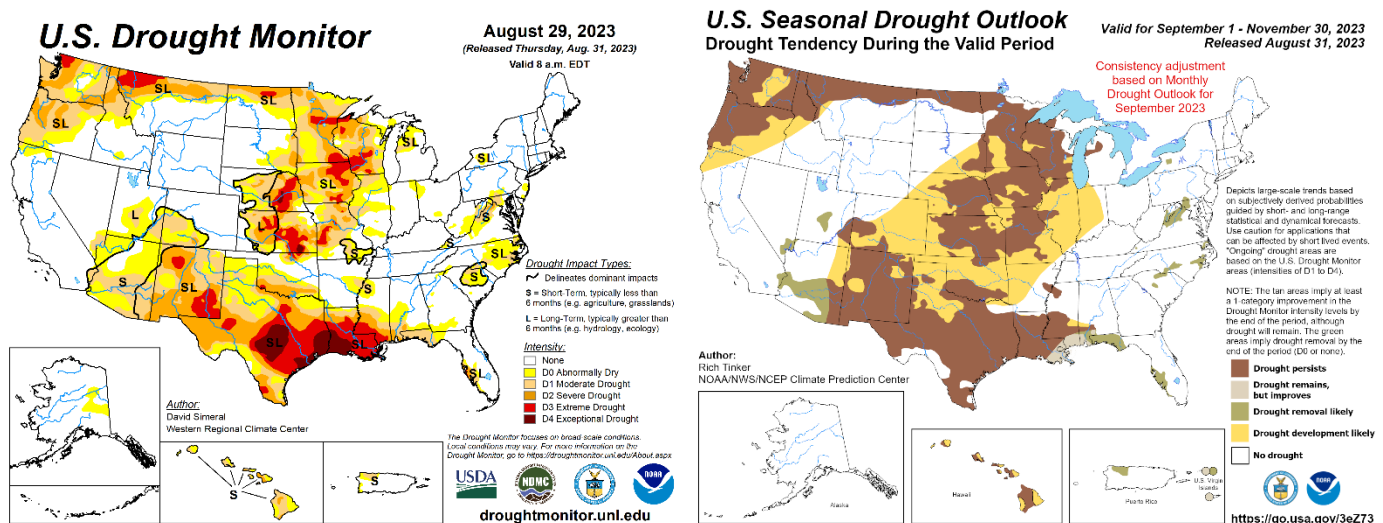 U.S. Drought Monitor
August 29, 2023
(Released Thursday, Aug. 31, 2023)
Valid 8 a.m. EDT
SL
SL
SL
SL
SL
SL
SL
L
L
S
S
S
SL
S
SL
S
S
SL
SL
SL
Drought Impact Types:
Delineates dominant impacts
S = Short-Term, typically less than
6 months (e.g. agriculture, grasslands)
L = Long-Term, typically greater than
6 months (e.g. hydrology, ecology)
Intensity:
None
D0 Abnormally Dry
D1 Moderate Drought
D2 Severe Drought
D3 Extreme Drought
D4 Exceptional Drought
Author:
David Simeral
Western Regional Climate Center
The Drought Monitor focuses on broad scale conditions.
Local conditions may vary. For more information on the
Drought Monitor, go to https://droughtmonitor.unl.edu/About.aspx
S
S
USDA
NDMC
NOAA
droughtmonitor.unl.edu
U.S. Seasonal Drought Outlook
Drought Tendency During the Valid Period
Valid for September 1 - November 30, 2023
Released August 31, 2023
Consistency adjustment
based on Monthly
Drought Outlook for
September 2023
Depicts large-scale trends based
on subjectively derived probabilities
guided by short- and long-range
statistical and dynamical forecasts.
Use caution for applications that
can be affected by short lived events.
"Ongoing" drought areas are
based on the U.S. Drought Monitor
areas (intensities of D1 to D4).
NOTE: The tan areas imply at least
a 1-category improvement in the
Drought Monitor intensity levels by
the end of the period, although
drought will remain. The green
areas imply drought removal by the
end of the period (D0 or none).
Author:
Rich Tinker
NOAA/NWS/NCEP Climate Prediction Center
Drought persists
Drought remains,
but improves
Drought removal likely
Drought development likely
No drought
Alaska
Hawaii
Puerto Rico
U.S. Virgin
Islands
NOAA
https://go.usa.gov/3eZ73